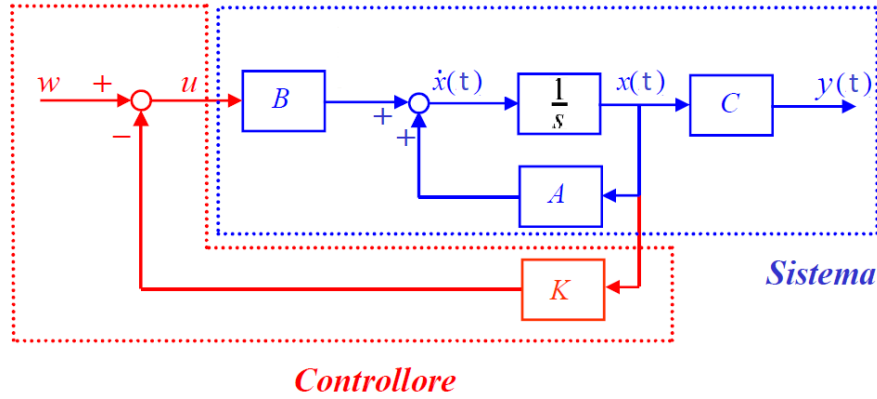 w
+
u
B
ẋ(t)
1
s
x(t)
C
y(t)
−
+
+
A
K
Sistema
Controllore